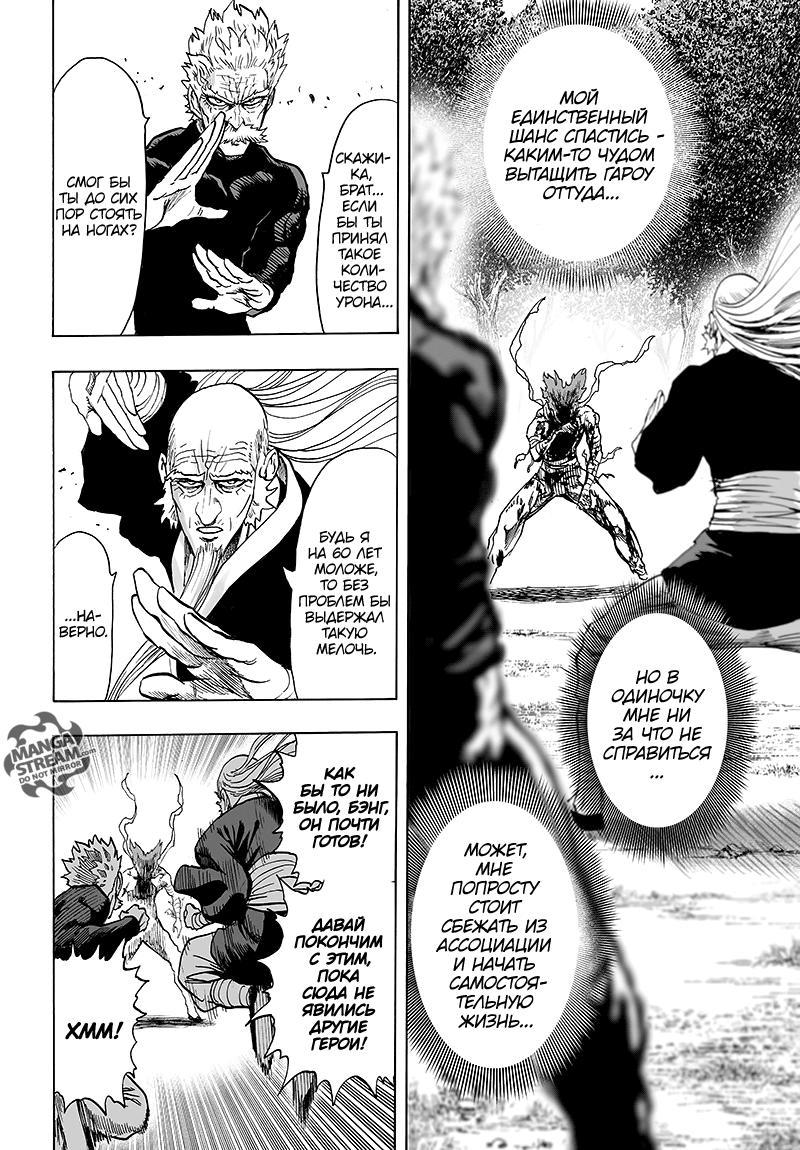 МОЙ
ЕДИНСТВЕННЫЙ
ШАНС СПАСТИСЬ -
КАКИМ-ТО ЧУДОМ
ВЫТАЩИТЬ ГАРОУ
ОТТУДА...
НО В
ОДИНОЧКУ
МНЕ НИ
ЗА ЧТО НЕ
СПРАВИТЬСЯ
...
МОЖЕТ,
МНЕ
ПОПРОСТУ
СТОИТ
СБЕЖАТЬ ИЗ
АССОЦИАЦИИ
И НАЧАТЬ
САМОСТОЯ-
ТЕЛЬНУЮ
ЖИЗНЬ...
СКАЖИ-
КА,
БРАТ...
ЕСЛИ
БЫ ТЫ
ПРИНЯЛ
ТАКОЕ
КОЛИ-
ЧЕСТВО
УРОНА...
СМОГ БЫ
ТЫ ДО СИХ
ПОР СТОЯТЬ
НА НОГАХ?
БУДЬ Я
НА 60 ЛЕТ
МОЛОЖЕ,
ТО БЕЗ
ПРОБЛЕМ БЫ
ВЫДЕРЖАЛ
ТАКУЮ
МЕЛОЧЬ.
...НА-
ВЕРНО.
КАК
БЫ ТО НИ
БЫЛО, БЭНГ,
ОН ПОЧТИ
ГОТОВ!
ДАВАЙ
ПОКОНЧИМ
С ЭТИМ,
ПОКА
СЮДА НЕ
ЯВИЛИСЬ
ДРУГИЕ
ГЕРОИ!
ХММ!
MANGA
STREAM.com
DO NOT MIRROR